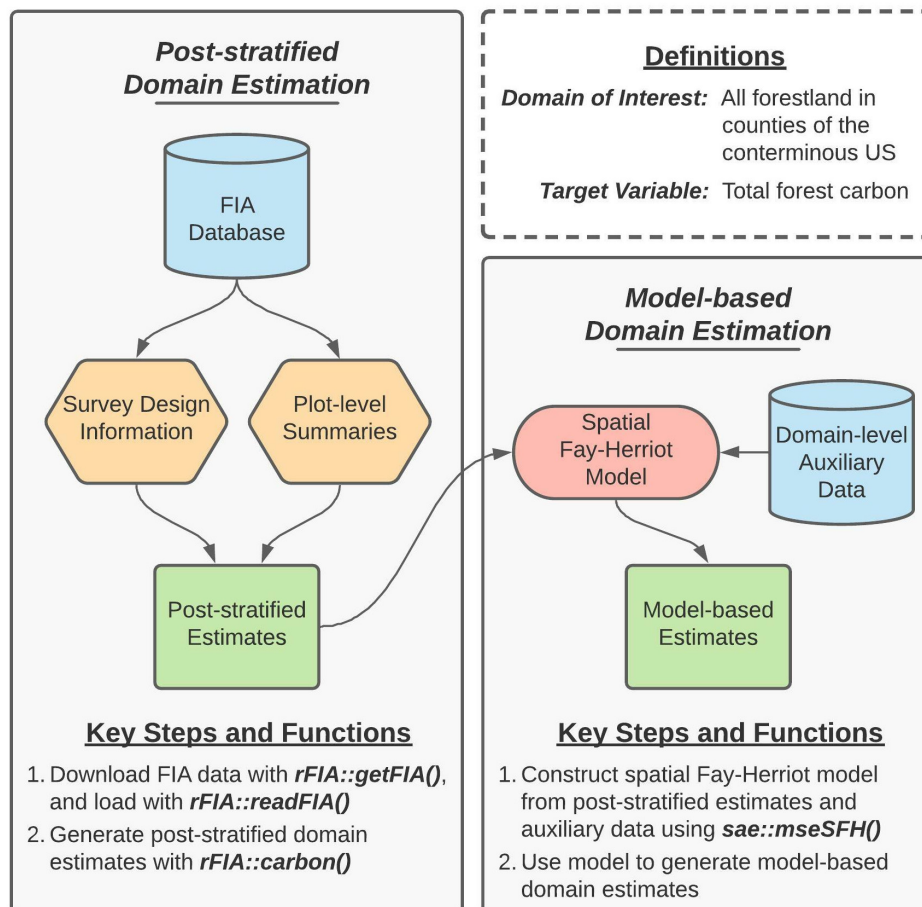 Post-stratified
Domain Estimation
FIA
Database
Survey Design
Information
Plot-level
Summaries
Post-stratified
Estimates
Key Steps and Functions
1. Download FIA data with rFIA::getFIA(),
and load with rFIA::readFIA()
2. Generate post-stratified domain
estimates with rFIA::carbon()
Definitions
Domain of Interest: All forestland in
counties of the
conterminous US
Target Variable: Total forest carbon
Model-based
Domain Estimation
Spatial
Fay-Herriot
Model
Domain-level
Auxiliary
Data
Model-based
Estimates
Key Steps and Functions
1. Construct spatial Fay-Herriot model
from post-stratified estimates and
auxiliary data using sae::mseSFH()
2. Use model to generate model-based
domain estimates